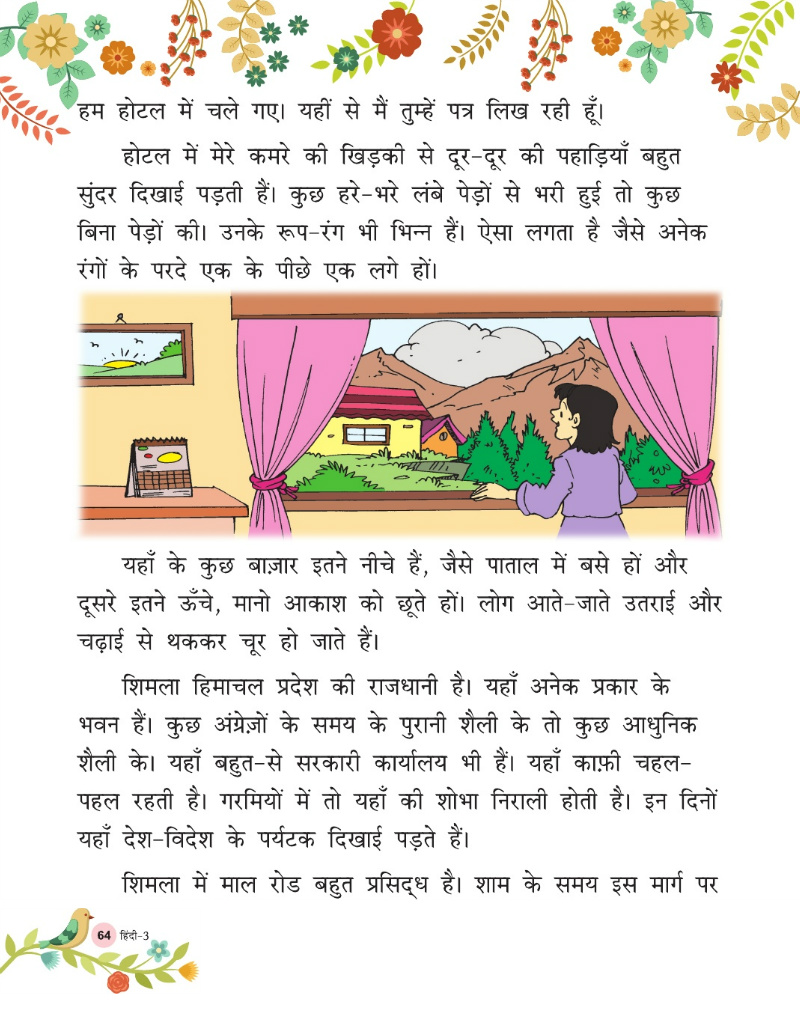 हम होटल में चले गए। यहीं से मैं तुम्हें पत्र लिख रही हूँ।
होटल में मेरे कमरे की खिड़की से दूर-दूर की पहाड़ियाँ बहुत
सुंदर दिखाई पड़ती हैं। कुछ हरे-भरे लंबे पेड़ों से भरी हुई तो कुछ
बिना पेड़ों की। उनके रूप-रंग भी भिन्न हैं। ऐसा लगता है जैसे अनेक
रंगों के परदे एक के पीछे एक लगे हों।
यहाँ के कुछ बाज़ार इतने नीचे हैं, जैसे पाताल में बसे हों और
दूसरे इतने ऊँचे, मानो आकाश को छूते हों। लोग आते-जाते उतराई और
चढ़ाई से थककर चूर हो जाते हैं।
शिमला हिमाचल प्रदेश की राजधानी है। यहाँ अनेक प्रकार के
भवन हैं। कुछ अंग्रेज़ों के समय के पुरानी शैली के तो कुछ आधुनिक
शैली के। यहाँ बहुत-से सरकारी कार्यालय भी हैं। यहाँ काफ़ी चहल-
पहल रहती है। गरमियों में तो यहाँ की शोभा निराली होती है। इन दिनों
यहाँ देश-विदेश के पर्यटक दिखाई पड़ते हैं।
शिमला में माल रोड बहुत प्रसिद्ध है। शाम के समय इस मार्ग पर
64 हिंदी-3